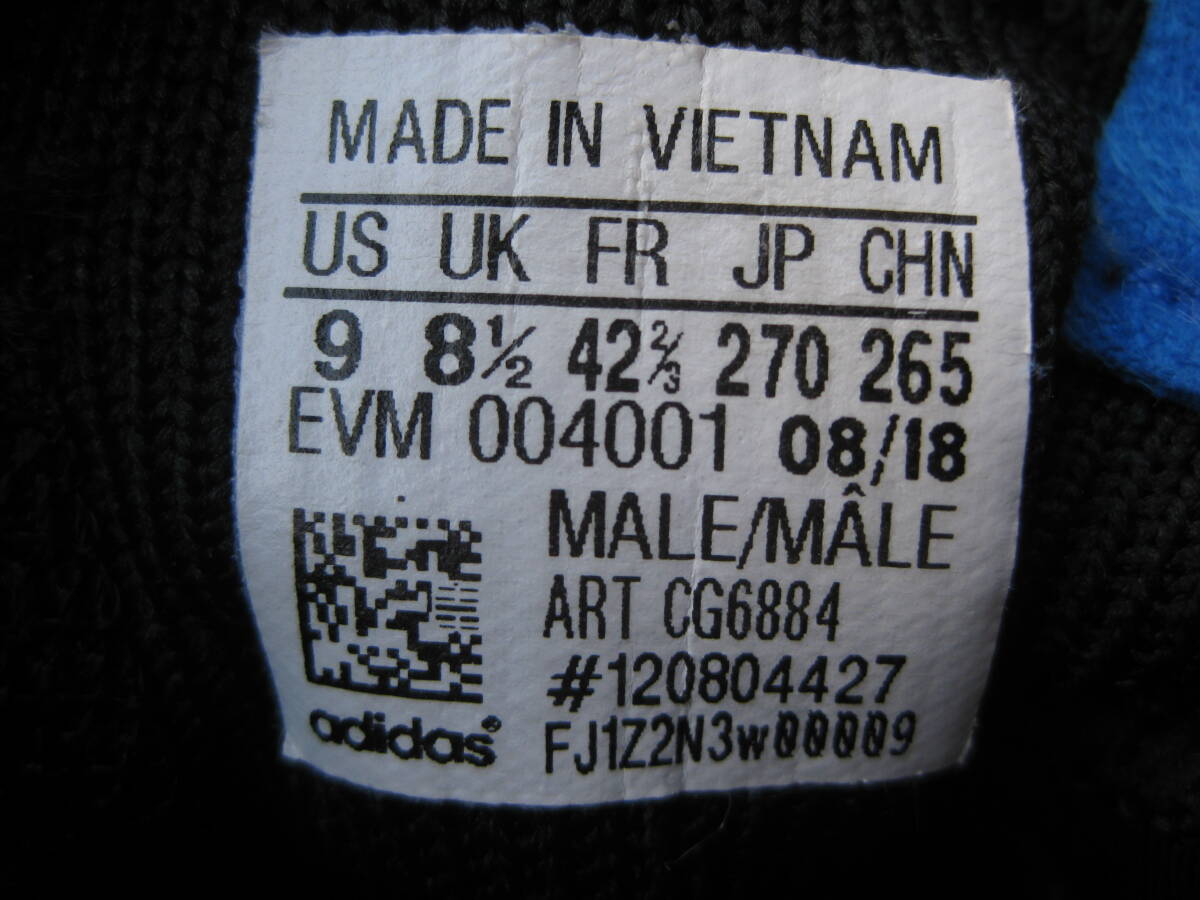 MADE IN VIETNAM
US UK FR JP CHN
9 8½ 42⅔ 270 265
EVM 004001 08/18
MALE/MÂLE
ART CG6884
#120804427
adidas® FJ1Z2N3w00009